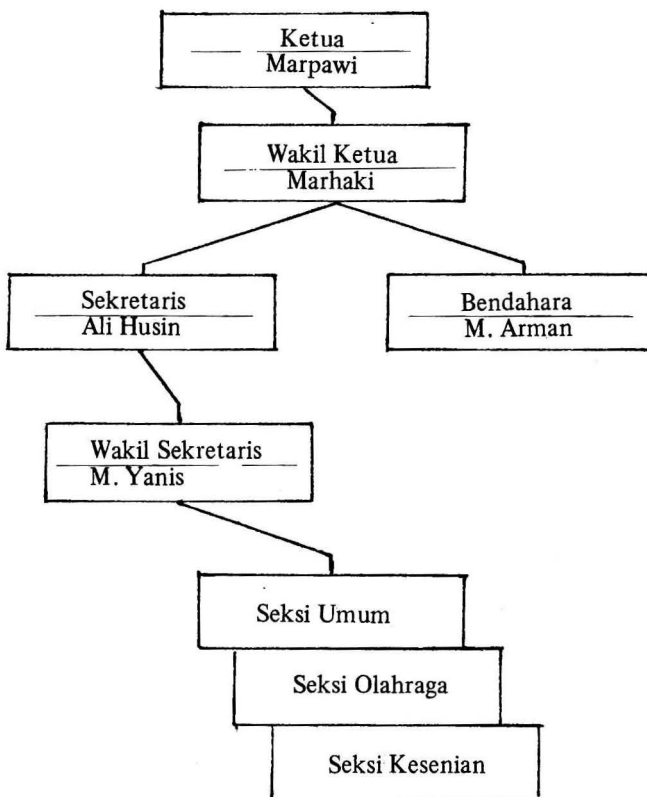 Ketua
Marpawi
Wakil Ketua
Marhaki
Sekretaris
Ali Husin
Bendahara
M. Arman
Wakil Sekretaris
M. Yanis
Seksi Umum
Seksi Olahraga
Seksi Kesenian